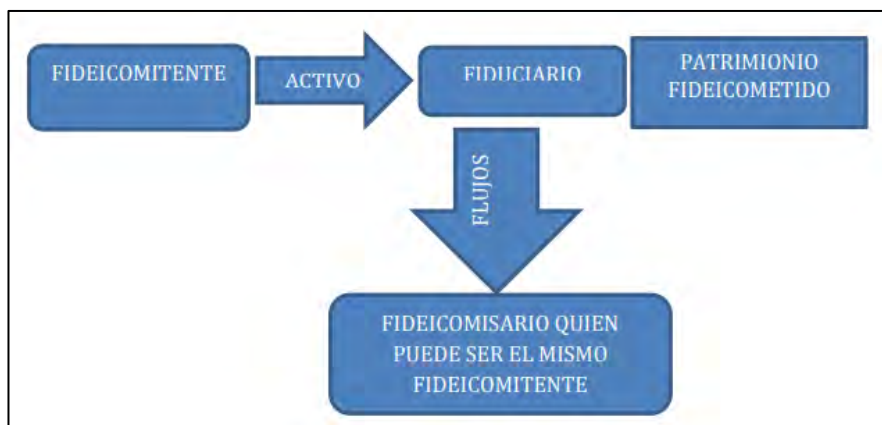 FIDEICOMITENTE
ACTIVO
FIDUCIARIO
PATRIMIONIO
FIDEICOMETIDO
FLUJOS
FIDEICOMISARIO QUIEN
PUEDE SER EL MISMO
FIDEICOMITENTE